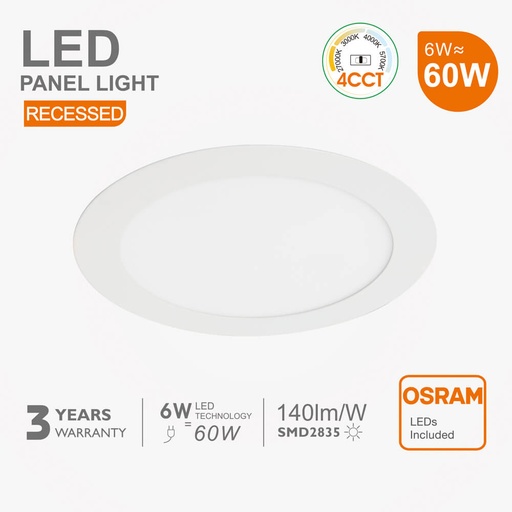 LED
PANEL LIGHT
RECESSED
27000K
3000K
4000K
5700K
4CCT
6W≈
60W
3 YEARS
WARRANTY
6W LED
TECHNOLOGY
= 60W
140lm/W
SMD2835
OSRAM
LEDs
Included